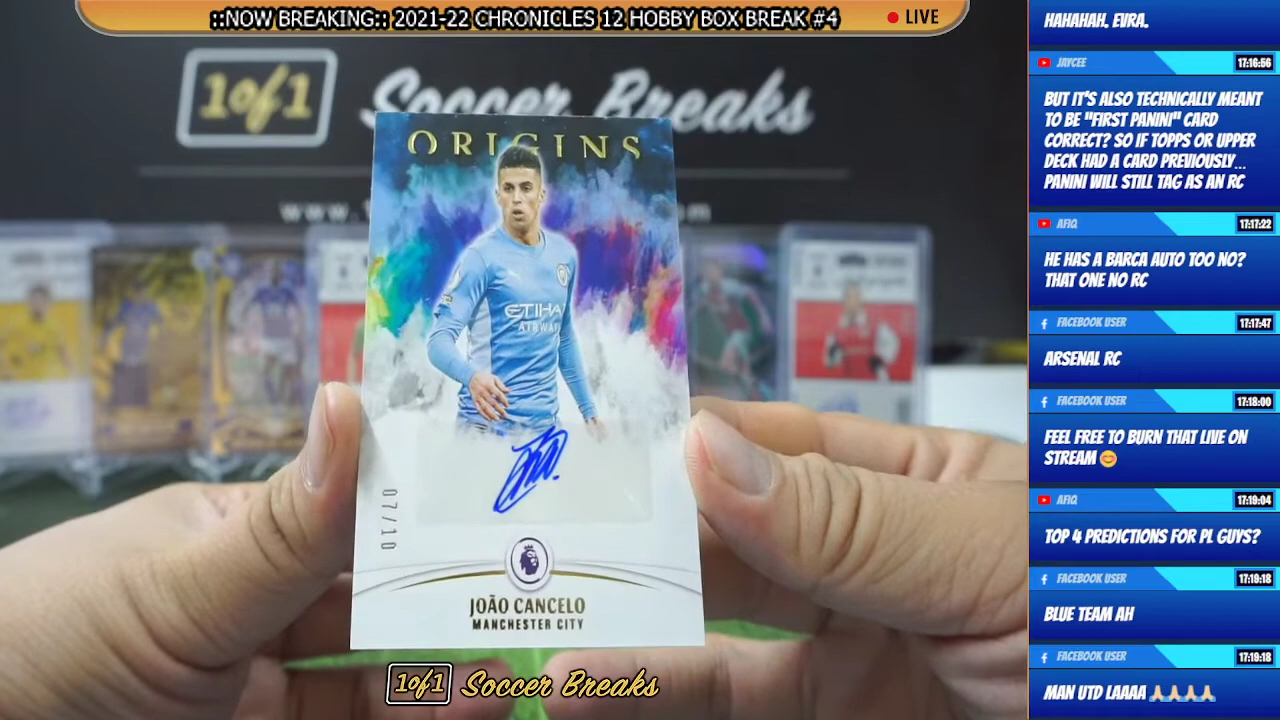 ::NOW BREAKING:: 2021-22 CHRONICLES 12 HOBBY BOX BREAK #4
LIVE
1of1 Soccer Breaks
ORIGINS
ETIHAD
AIRWAYS
07/10
JOÃO CANCELO
MANCHESTER CITY
1of1 Soccer Breaks
HAHAHAH. EVRA.
JAYCEE 17:16:56
BUT IT'S ALSO TECHNICALLY MEANT
TO BE "FIRST PANINI" CARD
CORRECT? SO IF TOPPS OR UPPER
DECK HAD A CARD PREVIOUSLY...
PANINI WILL STILL TAG AS AN RC
AFIQ 17:17:22
HE HAS A BARCA AUTO TOO NO?
THAT ONE NO RC
FACEBOOK USER 17:17:47
ARSENAL RC
FACEBOOK USER 17:18:00
FEEL FREE TO BURN THAT LIVE ON
STREAM 😊
AFIQ 17:19:04
TOP 4 PREDICTIONS FOR PL GUYS?
FACEBOOK USER 17:19:18
BLUE TEAM AH
FACEBOOK USER 17:19:18
MAN UTD LAAAA 🙏🙏🙏🙏